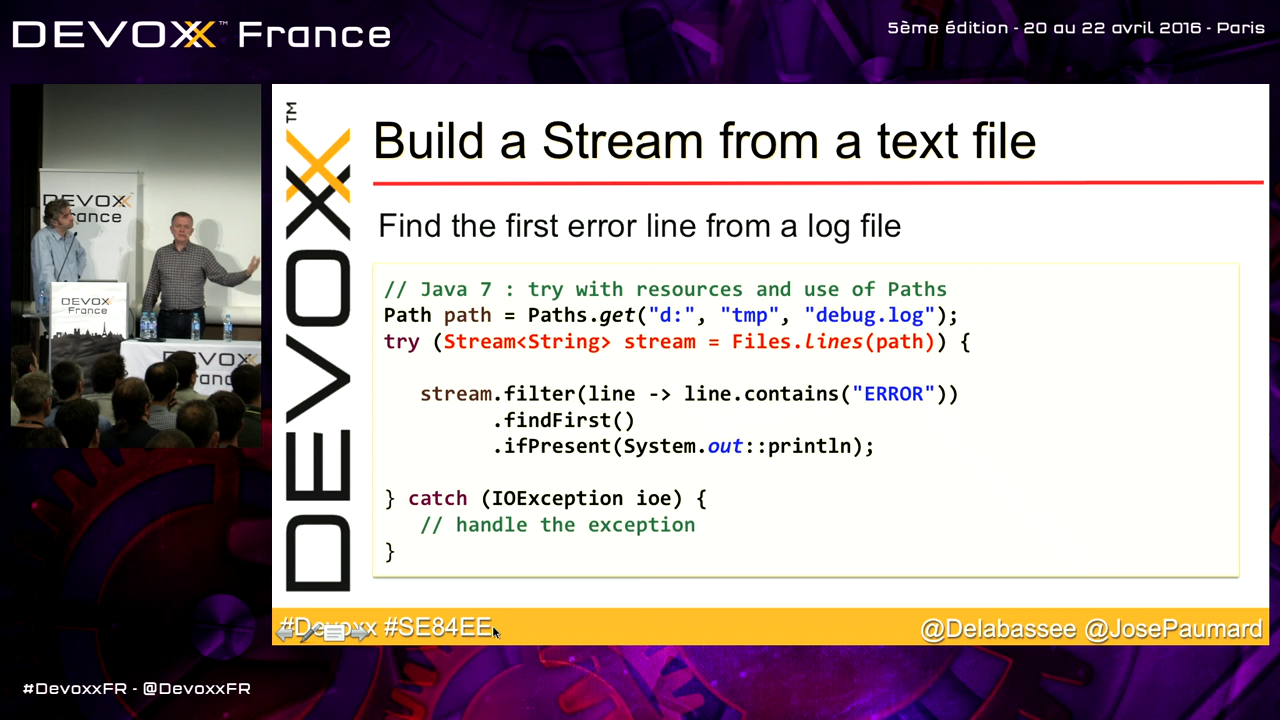 DEVOXX™ France
5ème édition - 20 au 22 avril 2016 - Paris
DEVOXX
France
DEVOXX
France
DEVOXX
DEVOXX™
Build a Stream from a text file
Find the first error line from a log file
// Java 7 : try with resources and use of Paths
Path path = Paths.get("d:", "tmp", "debug.log");
try (Stream<String> stream = Files.lines(path)) {
stream.filter(line -> line.contains("ERROR"))
.findFirst()
.ifPresent(System.out::println);
} catch (IOException ioe) {
// handle the exception
}
#Devoxx #SE84EE
@Delabassee @JosePaumard
#DevoxxFR - @DevoxxFR